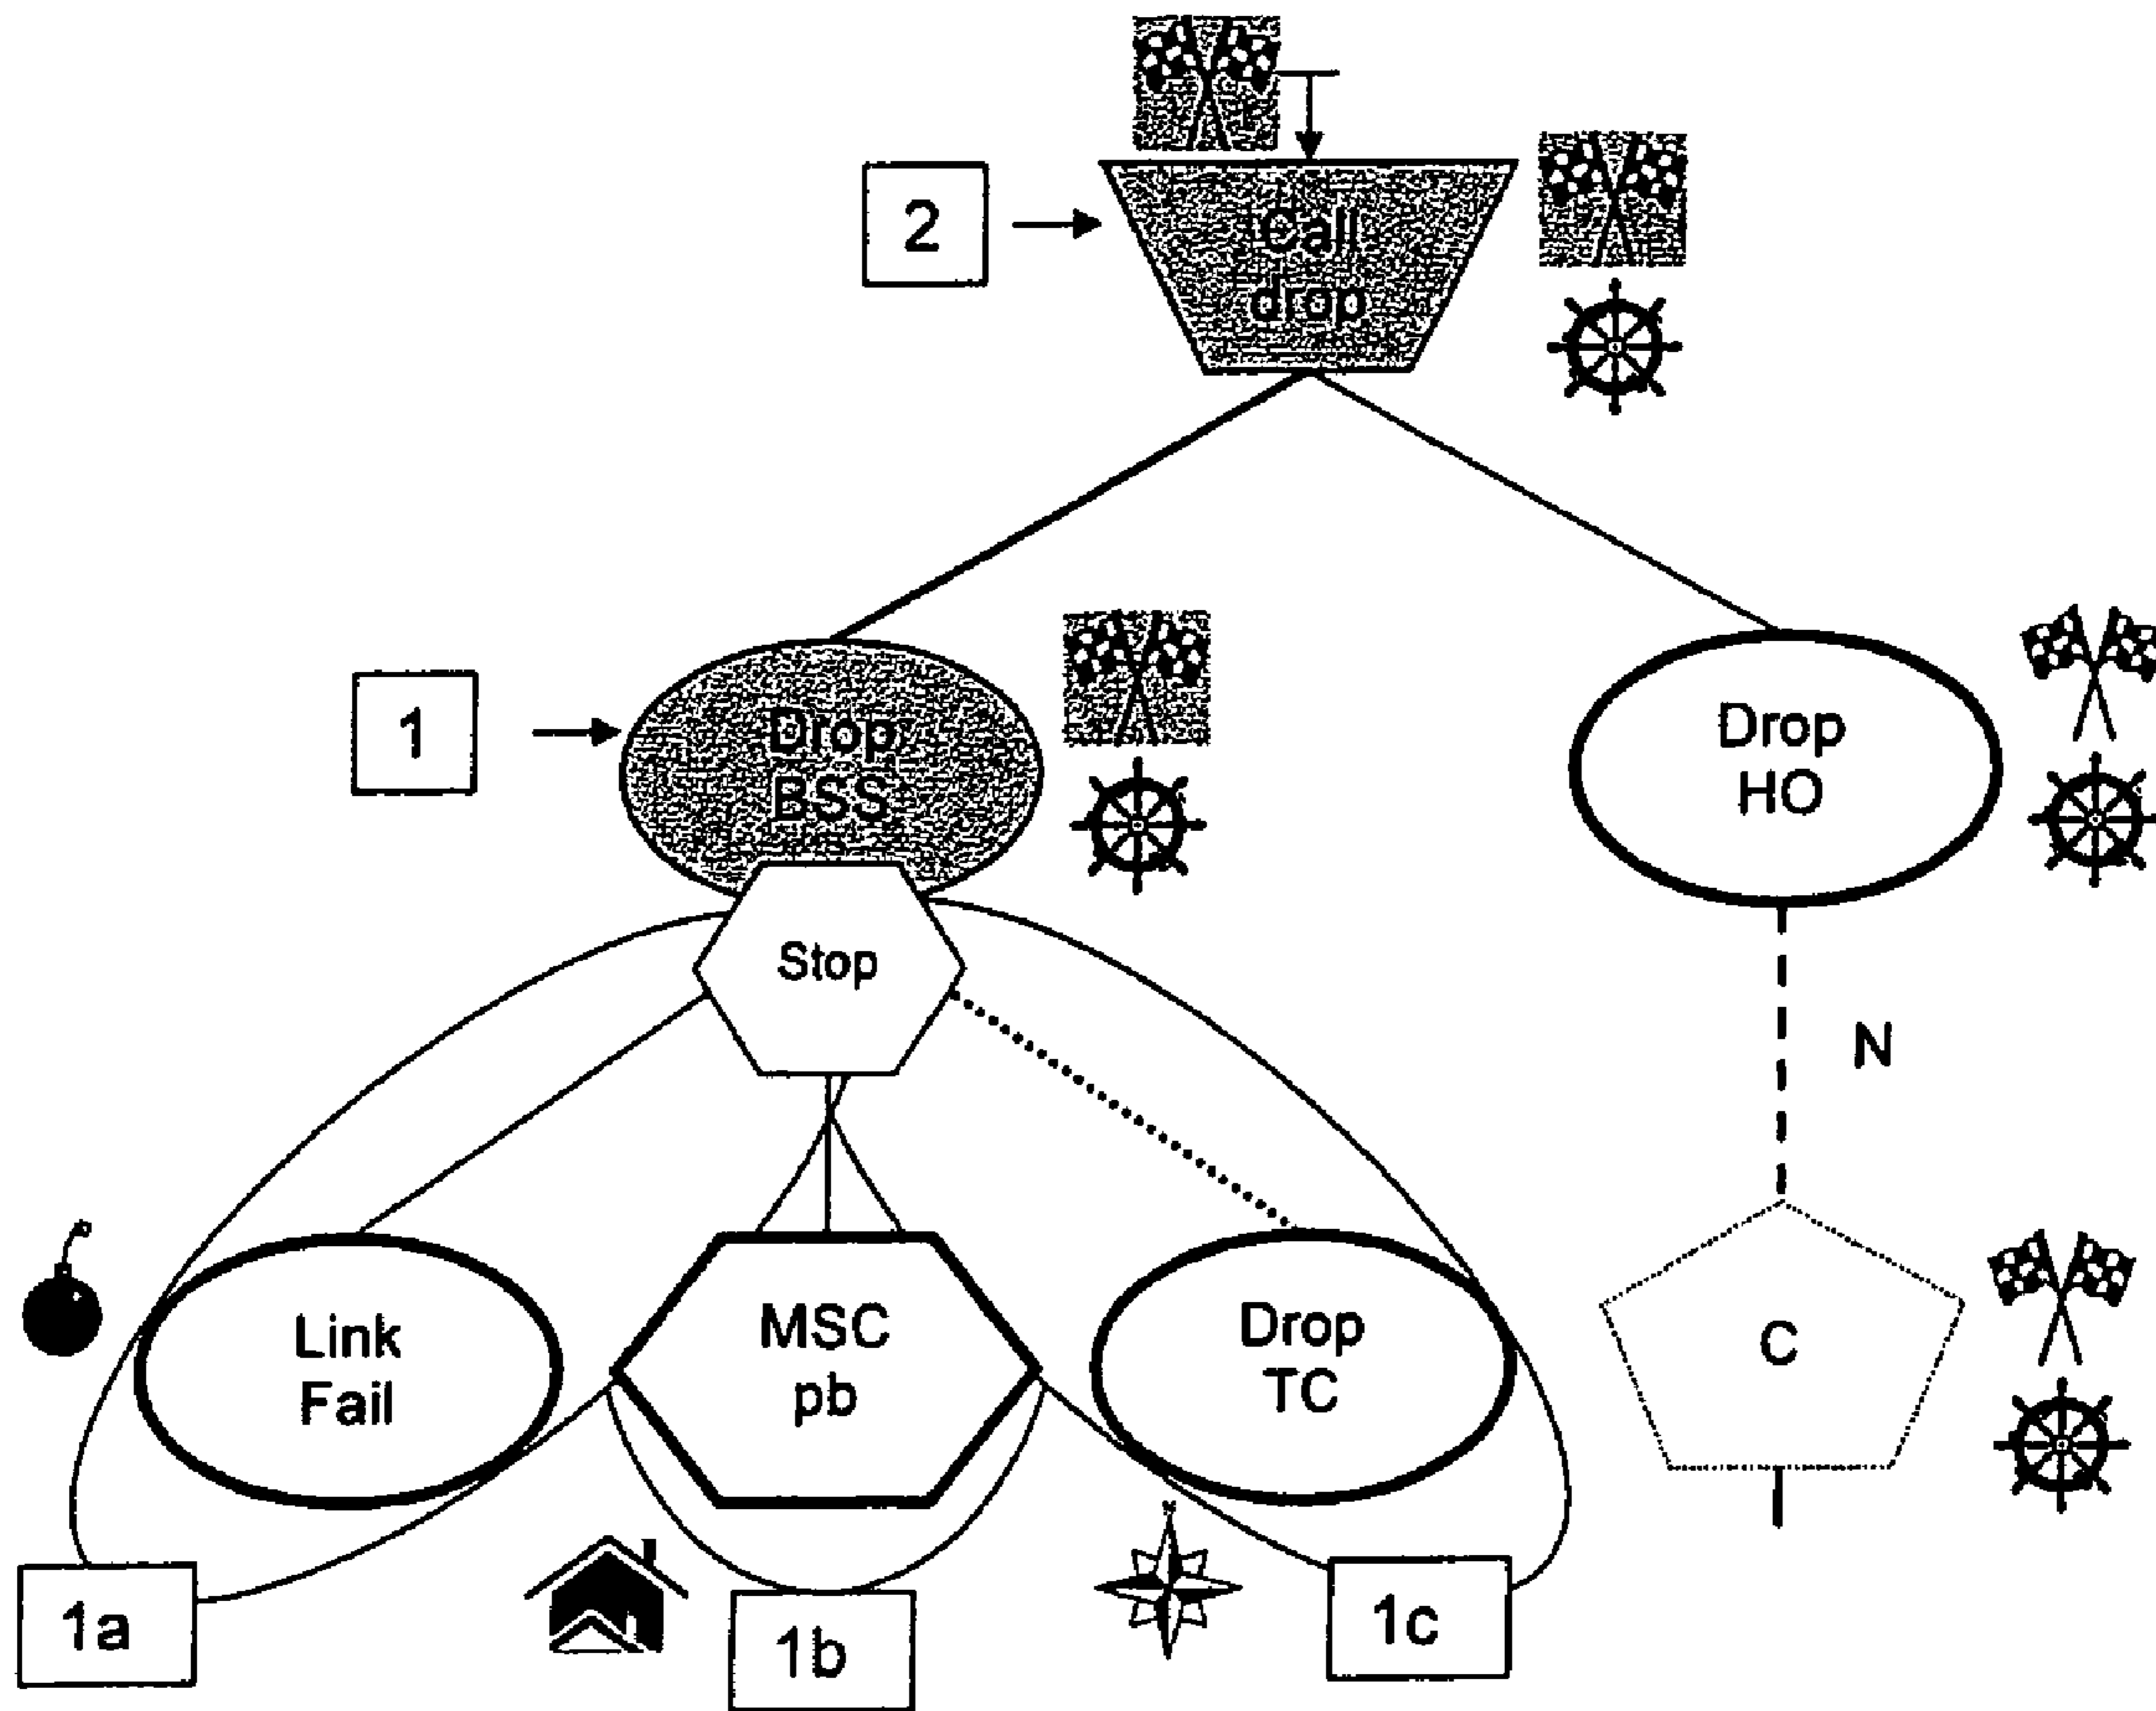 2
Call
drop
1
Drop
BSS
Drop
HO
Stop
N
Link
Fail
MSC
pb
Drop
TC
C
1a
1b
1c